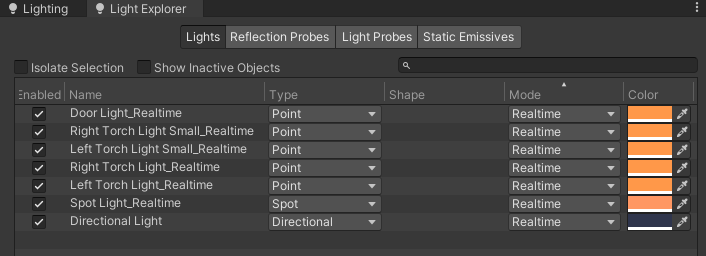 Lighting Light Explorer
Lights Reflection Probes Light Probes Static Emissives
Isolate Selection Show Inactive Objects
Enabled Name Type Shape Mode Color
Door Light_Realtime Point Realtime
Right Torch Light Small_Realtime Point Realtime
Left Torch Light Small_Realtime Point Realtime
Right Torch Light_Realtime Point Realtime
Left Torch Light_Realtime Point Realtime
Spot Light_Realtime Spot Realtime
Directional Light Directional Realtime